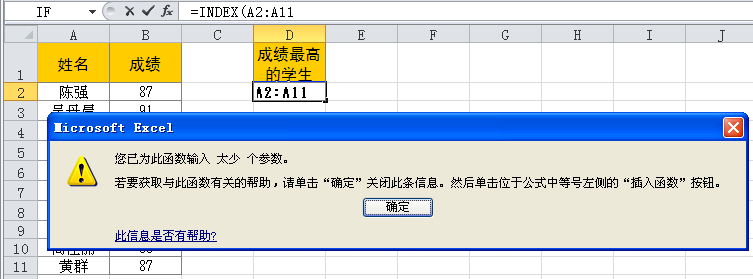 IF
=INDEX(A2:A11
A B C D E F G H I J
1 姓名 成绩 成绩最高的学生
2 陈强 87 A2:A11
3 91
4
Microsoft Excel
您已为此函数输入 太少 个参数。
5
若要获取与此函数有关的帮助，请单击“确定”关闭此条信息。然后单击位于公式中等号左侧的“插入函数”按钮。
6
7
确定
8
9
此信息是否有帮助?
10
11 黄群 87